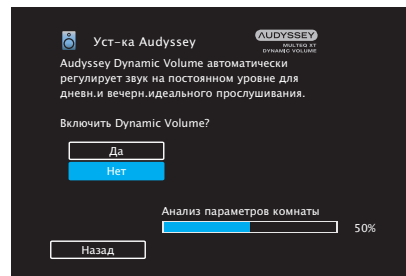 Уст-ка Audyssey
AUDYSSEY
MULTEQ XT
DYNAMIC VOLUME
Audyssey Dynamic Volume автоматически
регулирует звук на постоянном уровне для
дневн.и вечерн.идеального прослушивания.
Включить Dynamic Volume?
Да
Нет
Анализ параметров комнаты
50%
Назад